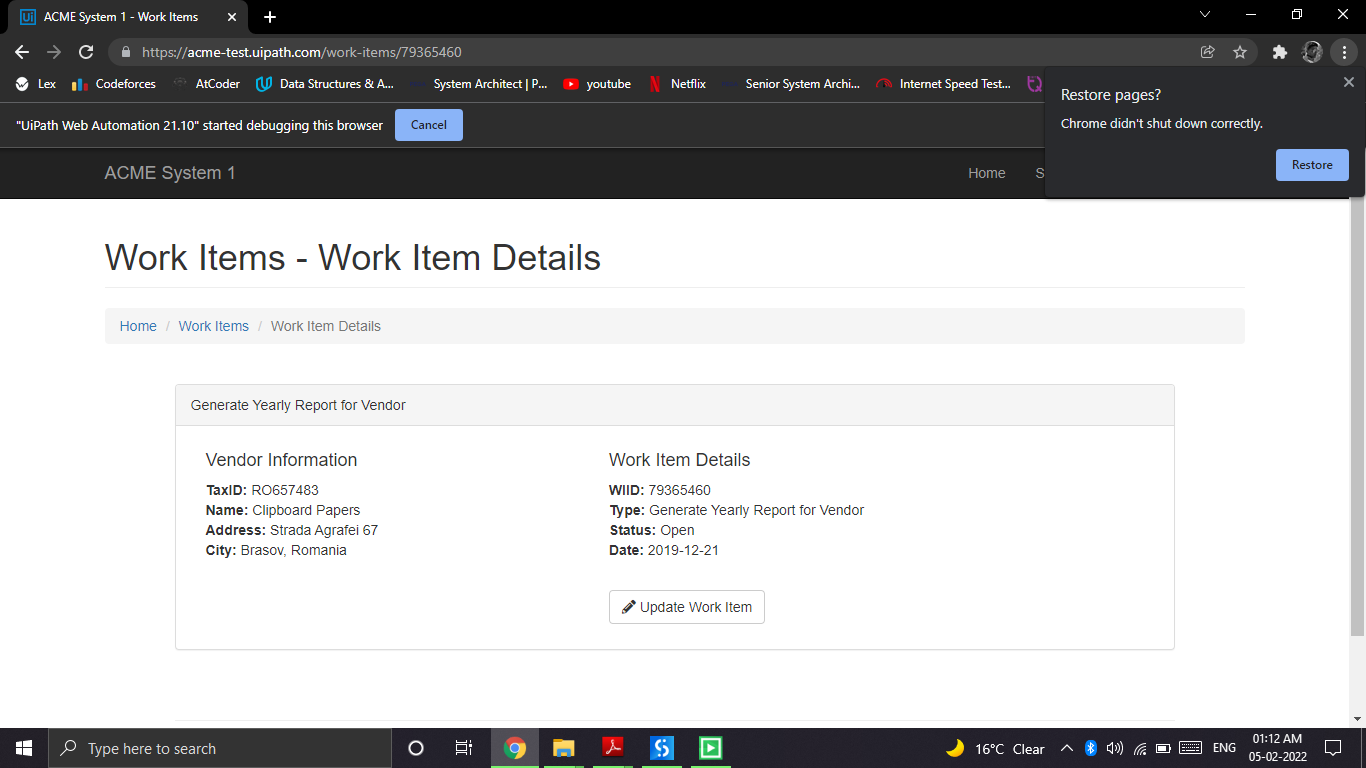 Ui ACME System 1 - Work Items
https://acme-test.uipath.com/work-items/79365460
Lex Codeforces AtCoder Data Structures & A... System Architect | P... youtube Netflix Senior System Archi... Internet Speed Test...
"UiPath Web Automation 21.10" started debugging this browser Cancel
Restore pages?
Chrome didn't shut down correctly.
Restore
ACME System 1 Home S
Work Items - Work Item Details
Home / Work Items / Work Item Details
Generate Yearly Report for Vendor
Vendor Information
TaxID: RO657483
Name: Clipboard Papers
Address: Strada Agrafei 67
City: Brasov, Romania
Work Item Details
WIID: 79365460
Type: Generate Yearly Report for Vendor
Status: Open
Date: 2019-12-21
Update Work Item
Type here to search
16°C Clear
ENG
01:12 AM
05-02-2022